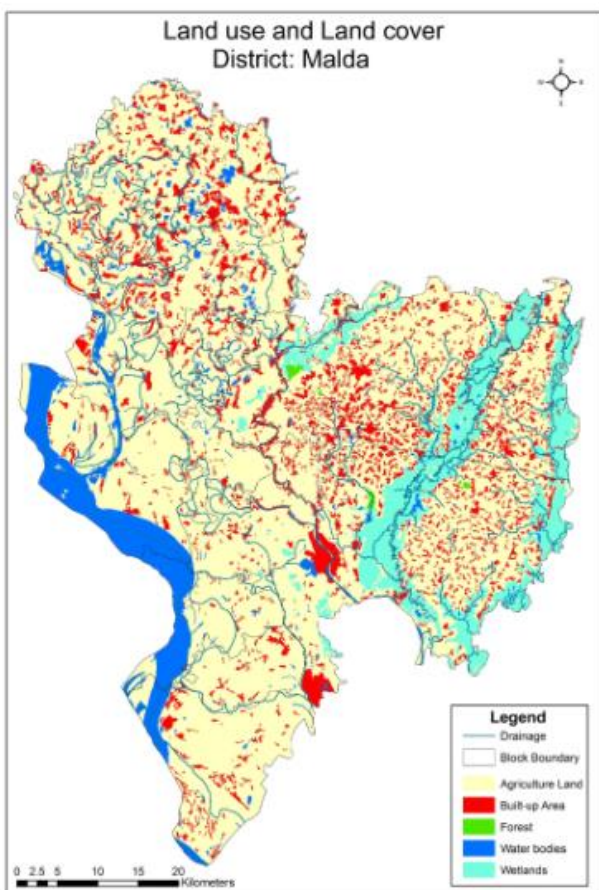 Land use and Land cover
District: Malda
N
W
E
S
Legend
Drainage
Block Boundary
Agriculture Land
Built-up Area
Forest
Water bodies
Wetlands
0 2.5 5 10 15 20
Kilometers